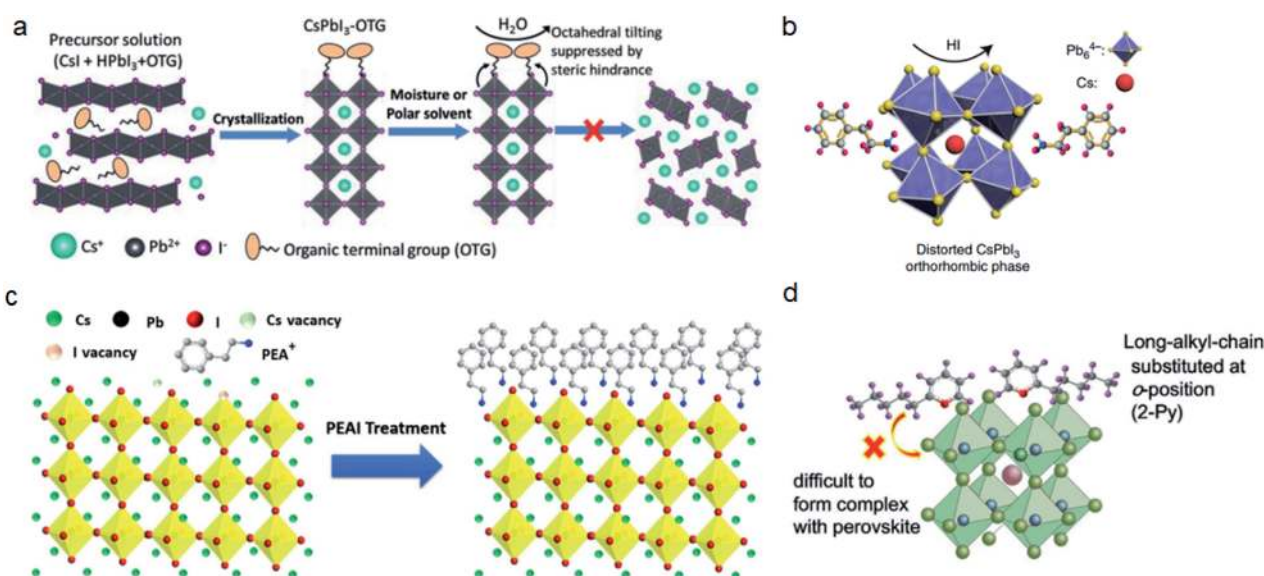 a
Precursor solution
(CsI + HPbI₃+OTG)
Crystallization
CsPbI₃-OTG
Moisture or
Polar solvent
H₂O
Octahedral tilting
suppressed by
steric hindrance
Cs⁺
Pb²⁺
I⁻
Organic terminal group (OTG)
b
HI
Pb₆⁴⁻:
Cs:
Distorted CsPbI₃
orthorhombic phase
c
Cs
Pb
I
Cs vacancy
I vacancy
PEA⁺
PEAI Treatment
d
Long-alkyl-chain
substituted at
o-position
(2-Py)
difficult to
form complex
with perovskite